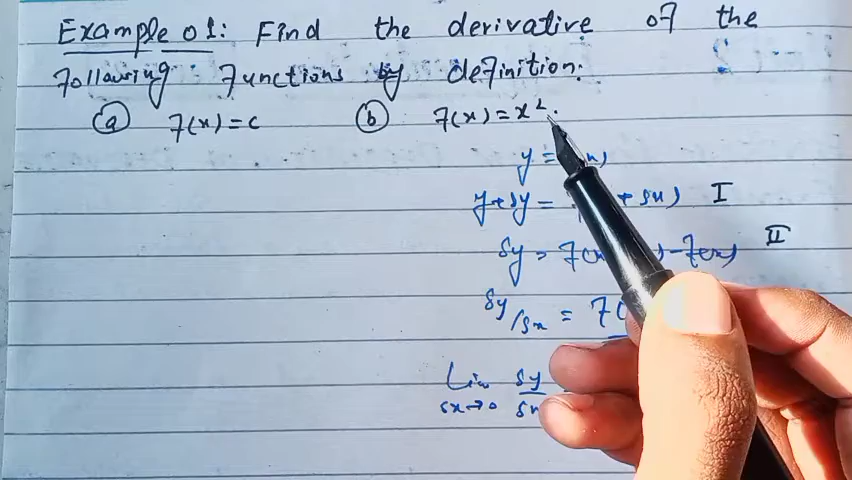 Example 01: Find the derivative of the
Following Functions by definition:
(a) f(x) = c (b) f(x) = x².
y =
y+δy = + δx) I
δy = f(x - f(x) II
δy/δx = f(
Lim δy
δx→0 δx